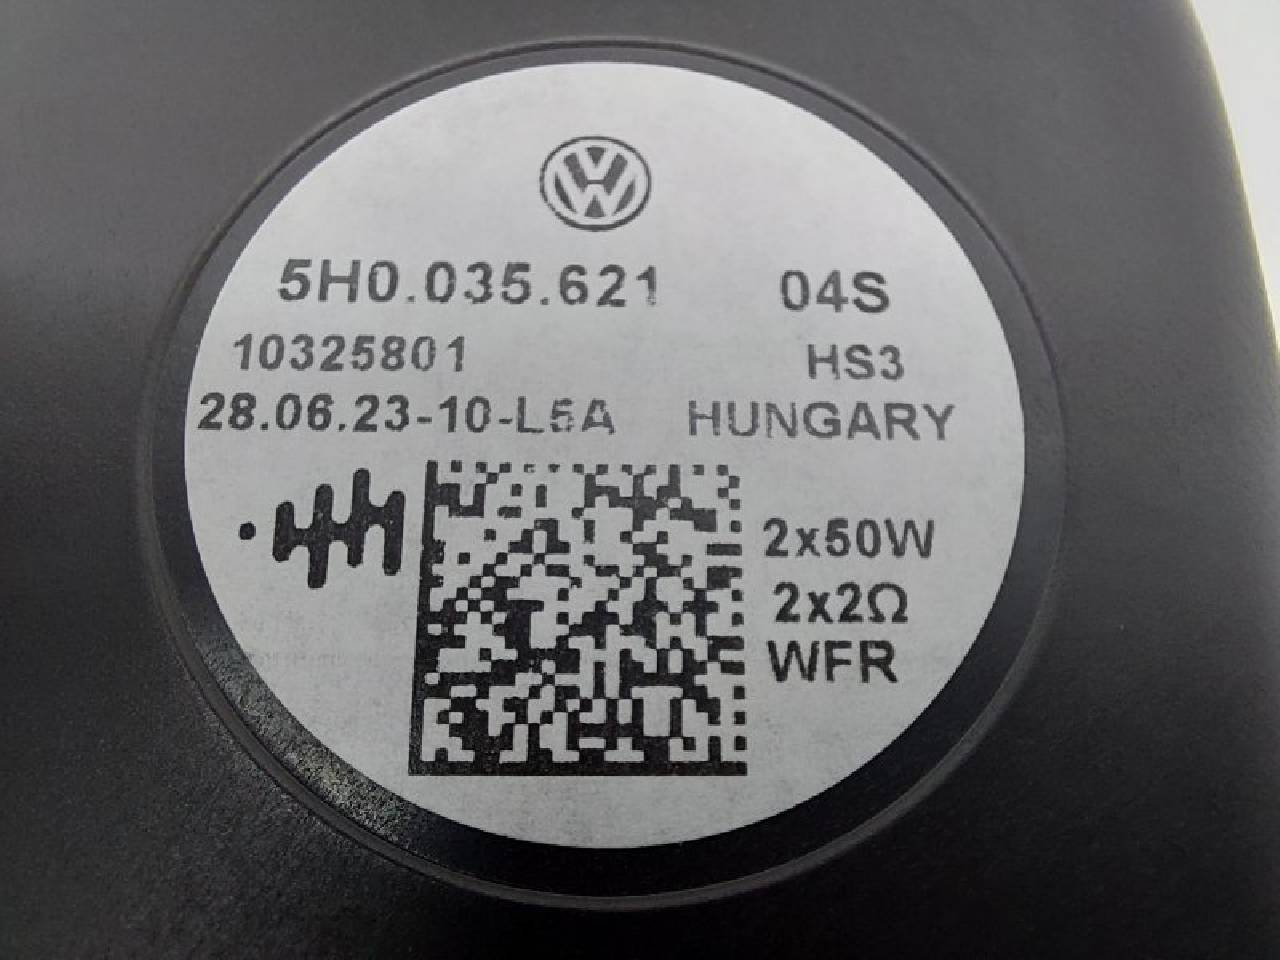 5H0.035.621 04S
10325801 HS3
28.06.23-10-L5A HUNGARY
2x50W
2x2Ω
WFR